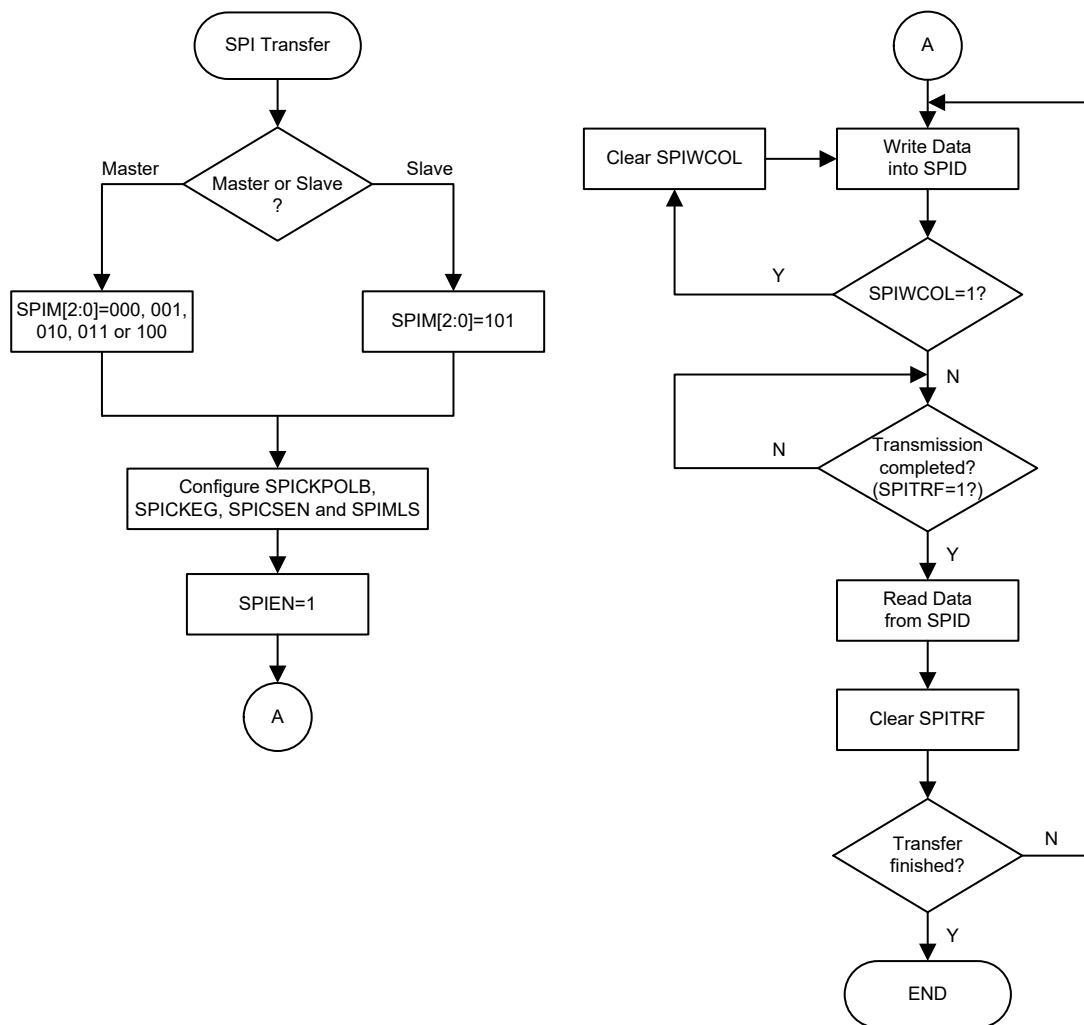 SPI Transfer
Master
Slave
Master or Slave
?
SPIM[2:0]=000, 001,
010, 011 or 100
SPIM[2:0]=101
Configure SPICKPOLB,
SPICKEG, SPICSEN and SPIMLS
SPIEN=1
A
A
Clear SPIWCOL
Write Data
into SPID
Y
SPIWCOL=1?
N
N
Transmission
completed?
(SPITRF=1?)
Y
Read Data
from SPID
Clear SPITRF
Transfer
finished?
N
Y
END